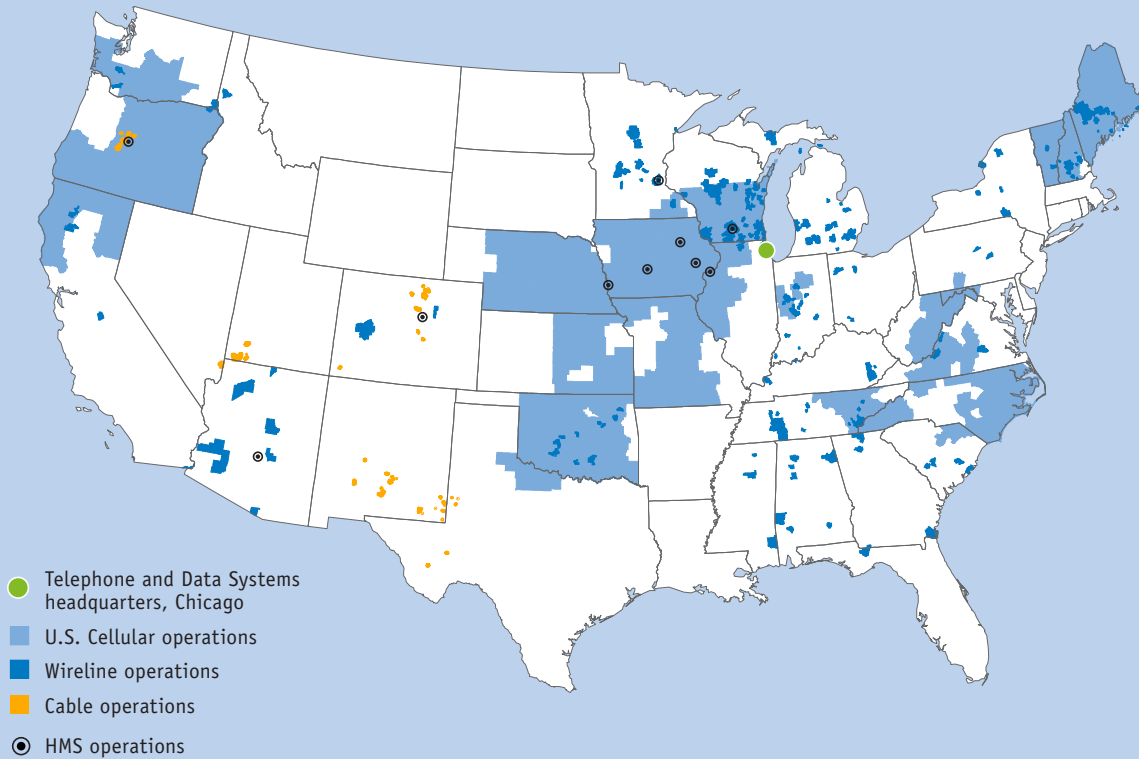 Telephone and Data Systems
headquarters, Chicago
U.S. Cellular operations
Wireline operations
Cable operations
HMS operations